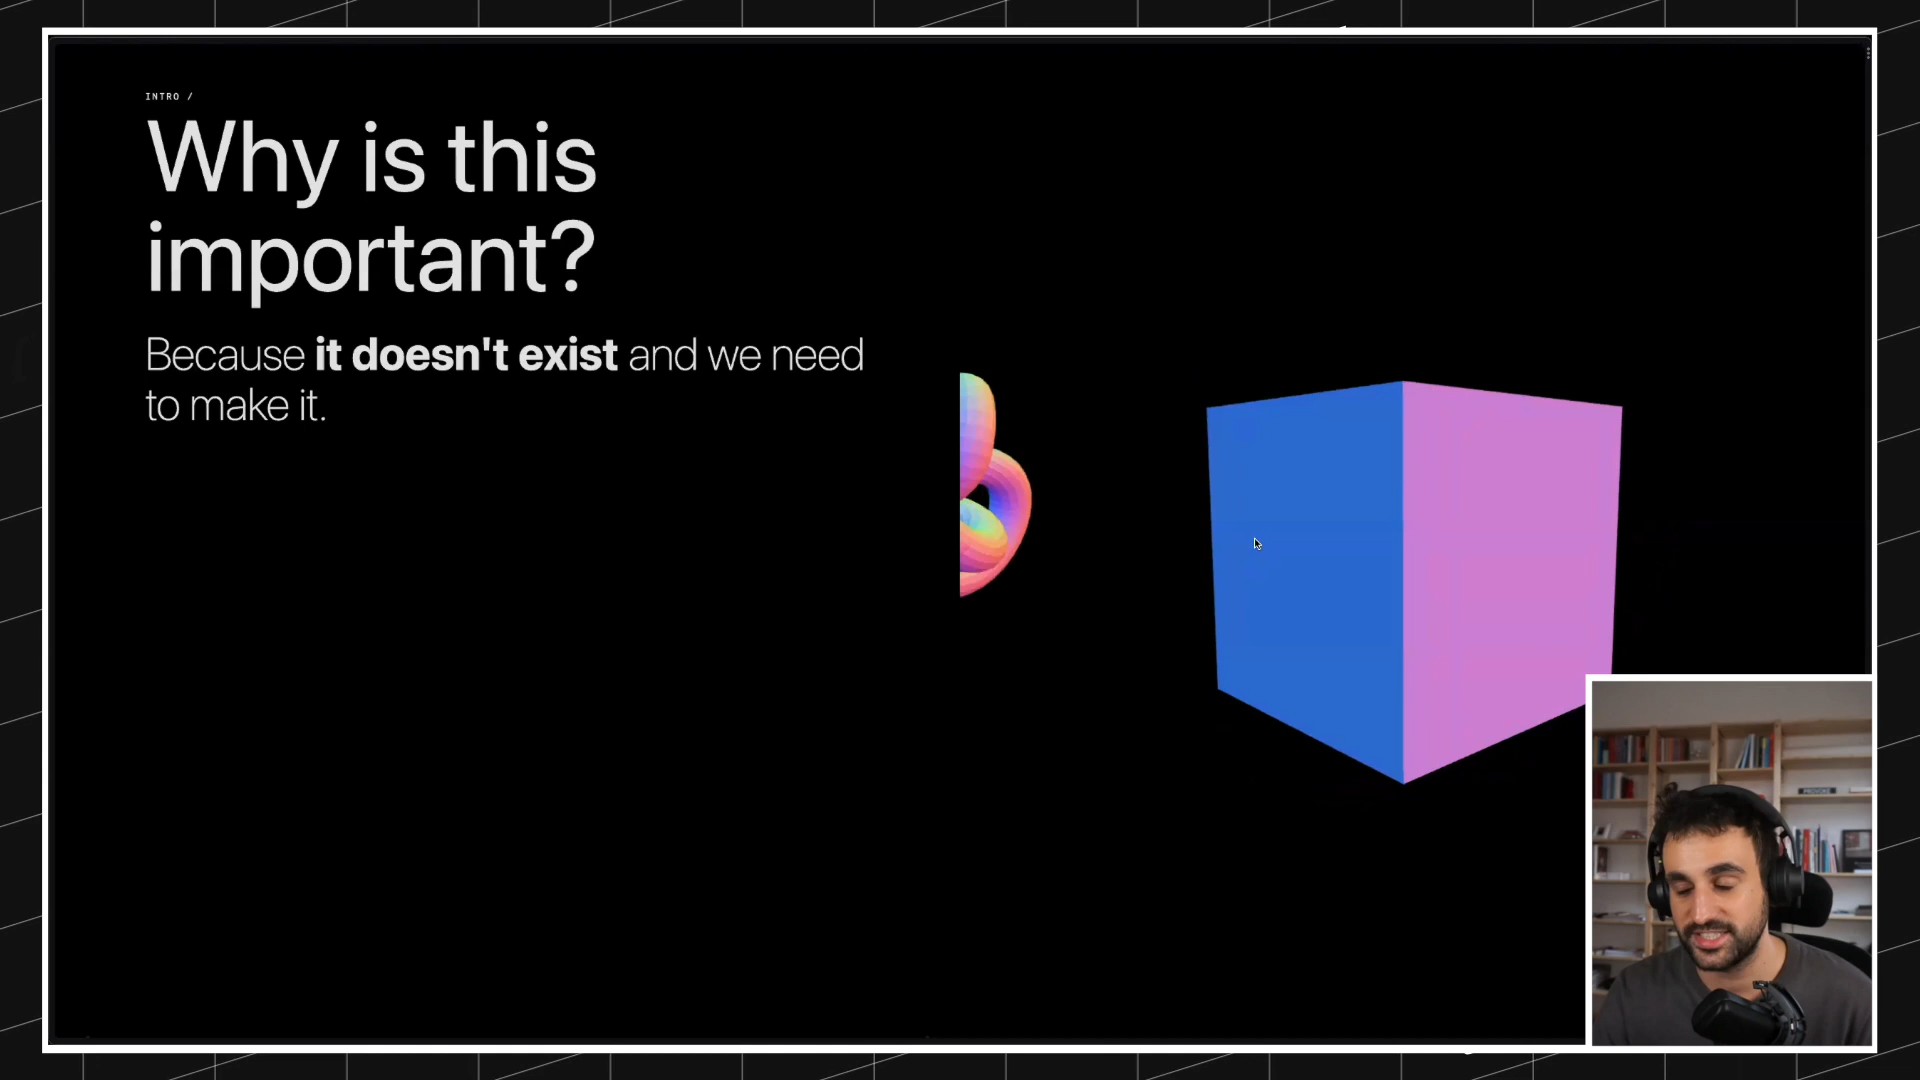 INTRO /
Why is this
important?
Because it doesn't exist and we need
to make it.